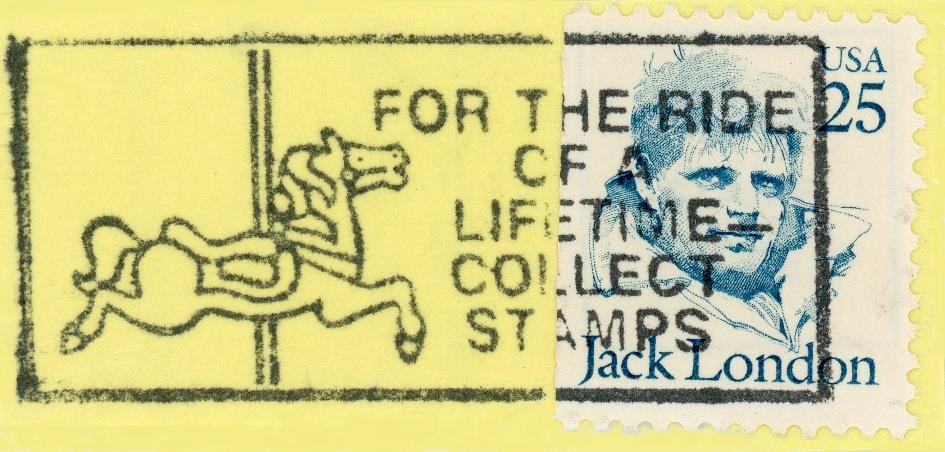 FOR THE RIDE
OF A
LIFETIME—
COLLECT
STAMPS
USA
25
Jack London